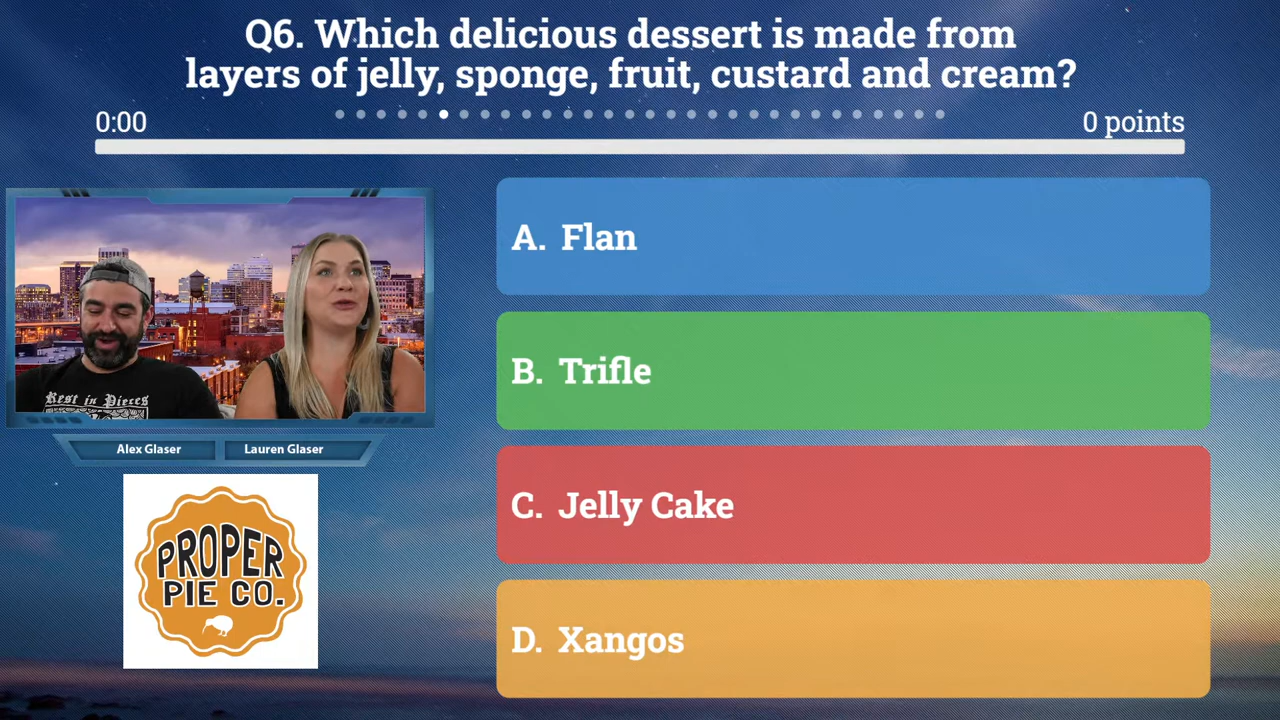 Q6. Which delicious dessert is made from
layers of jelly, sponge, fruit, custard and cream?
0:00
0 points
A. Flan
B. Trifle
C. Jelly Cake
D. Xangos
Rest in Pieces
Alex Glaser
Lauren Glaser
PROPER
PIE CO.